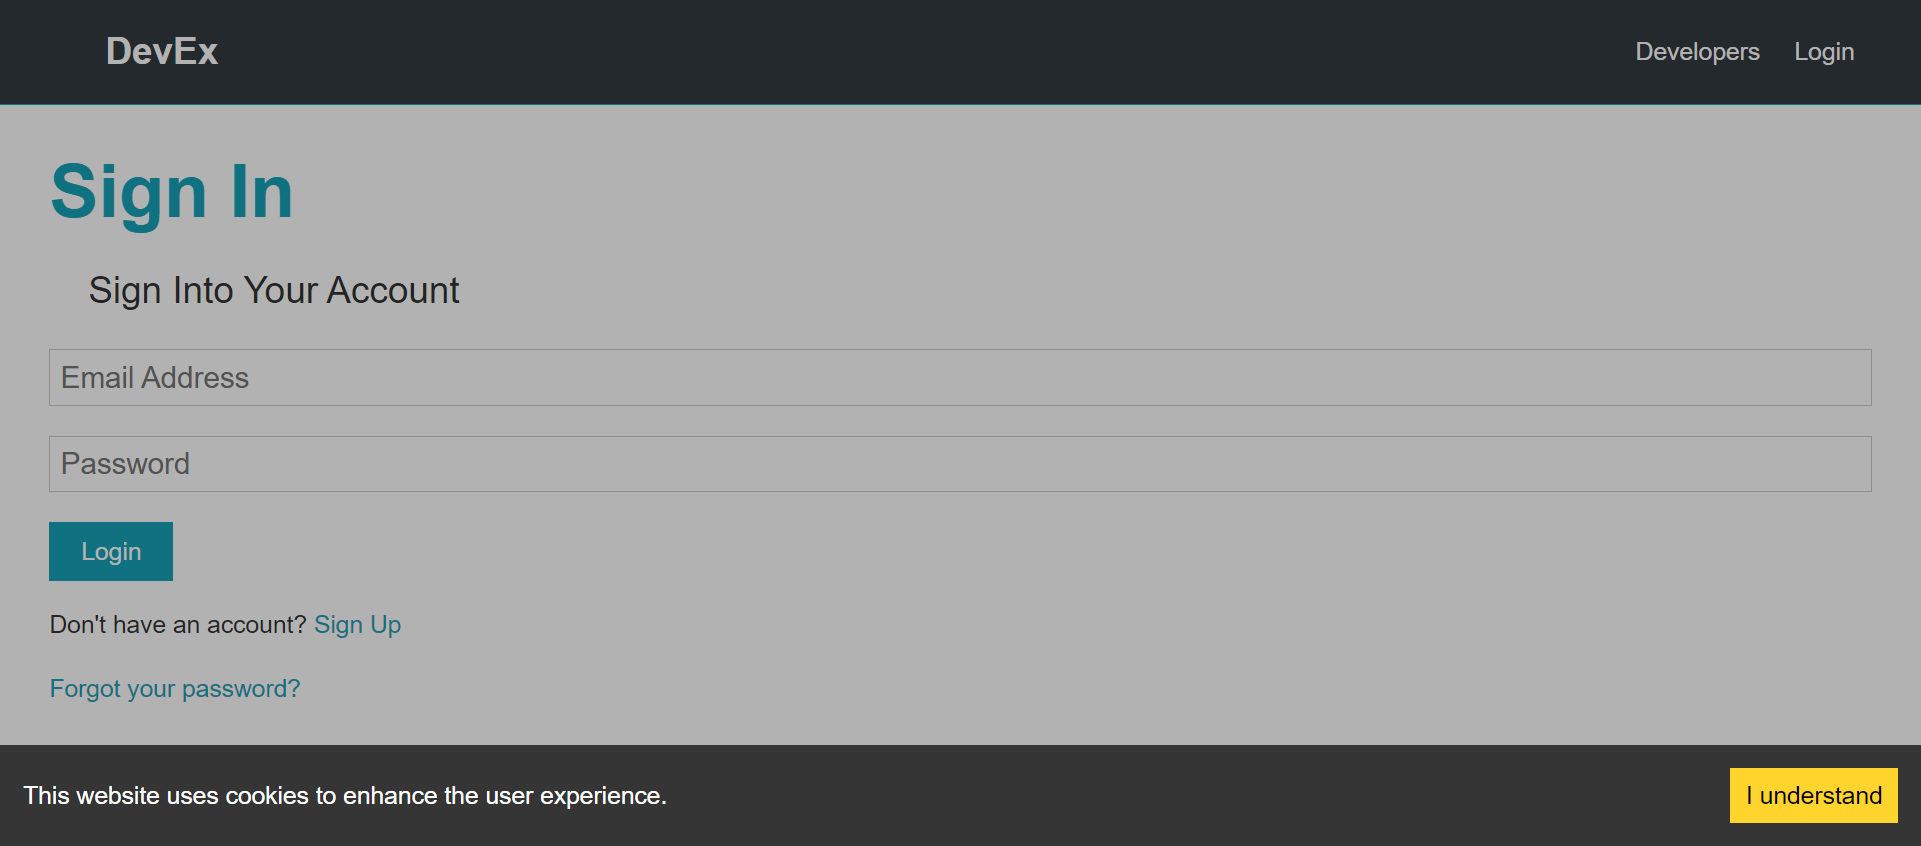 DevEx
Developers Login
Sign In
Sign Into Your Account
Email Address
Password
Login
Don't have an account? Sign Up
Forgot your password?
This website uses cookies to enhance the user experience.
I understand